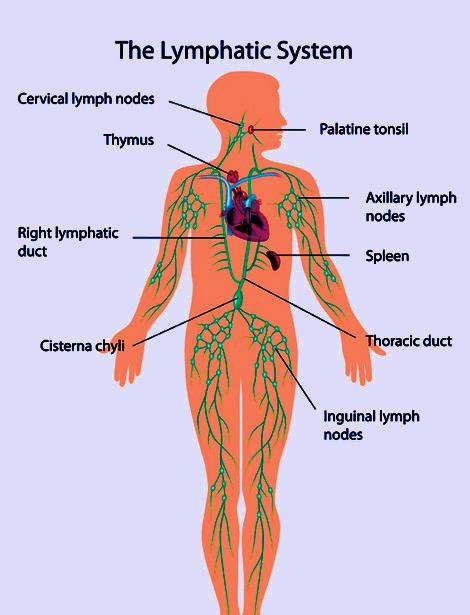 The Lymphatic System
Cervical lymph nodes
Palatine tonsil
Thymus
Axillary lymph
nodes
Right lymphatic
duct
Spleen
Cisterna chyli
Thoracic duct
Inguinal lymph
nodes